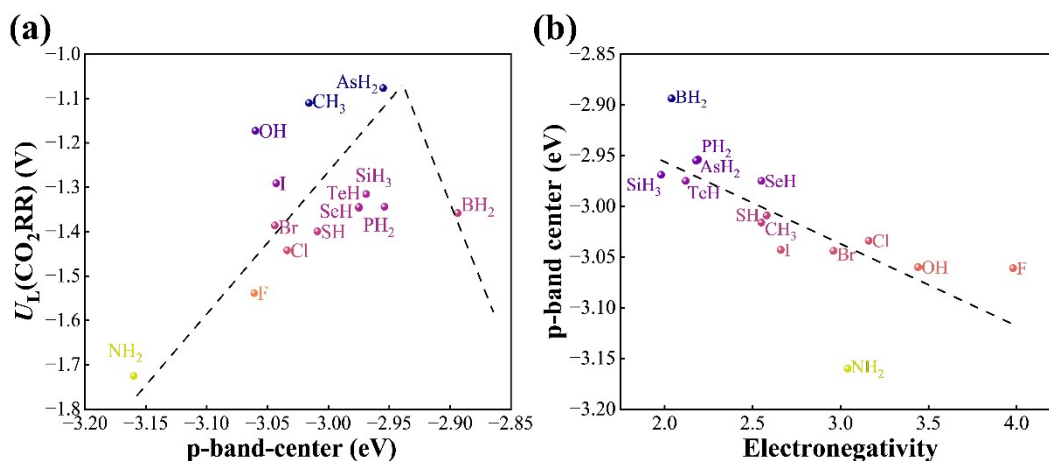 (a)
U_L(CO₂RR) (V)
−1.0
−1.1
−1.2
−1.3
−1.4
−1.5
−1.6
−1.7
−1.8
AsH₂
CH₃
OH
I
SiH₃
TeH
SeH
PH₂
BH₂
Br
SH
Cl
F
NH₂
−3.20
−3.15
−3.10
−3.05
−3.00
−2.95
−2.90
−2.85
p-band-center (eV)
(b)
p-band center (eV)
−2.85
−2.90
−2.95
−3.00
−3.05
−3.10
−3.15
−3.20
BH₂
PH₂
AsH₂
SiH₃
TeH
SeH
SH
CH₃
I
Br
Cl
OH
F
NH₂
2.0
2.5
3.0
3.5
4.0
Electronegativity